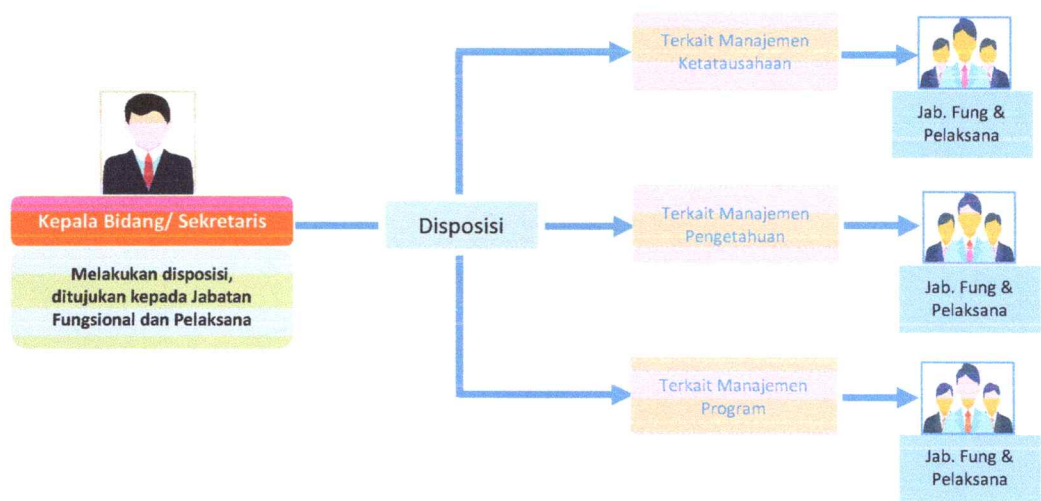 Kepala Bidang/ Sekretaris
Melakukan disposisi,
ditujukan kepada Jabatan
Fungsional dan Pelaksana
Disposisi
Terkait Manajemen
Ketatausahaan
Jab. Fung &
Pelaksana
Terkait Manajemen
Pengetahuan
Jab. Fung &
Pelaksana
Terkait Manajemen
Program
Jab. Fung &
Pelaksana